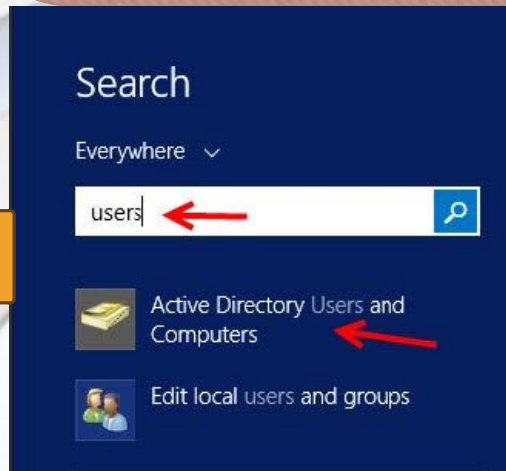 Search
Everywhere
users
Active Directory Users and
Computers
Edit local users and groups